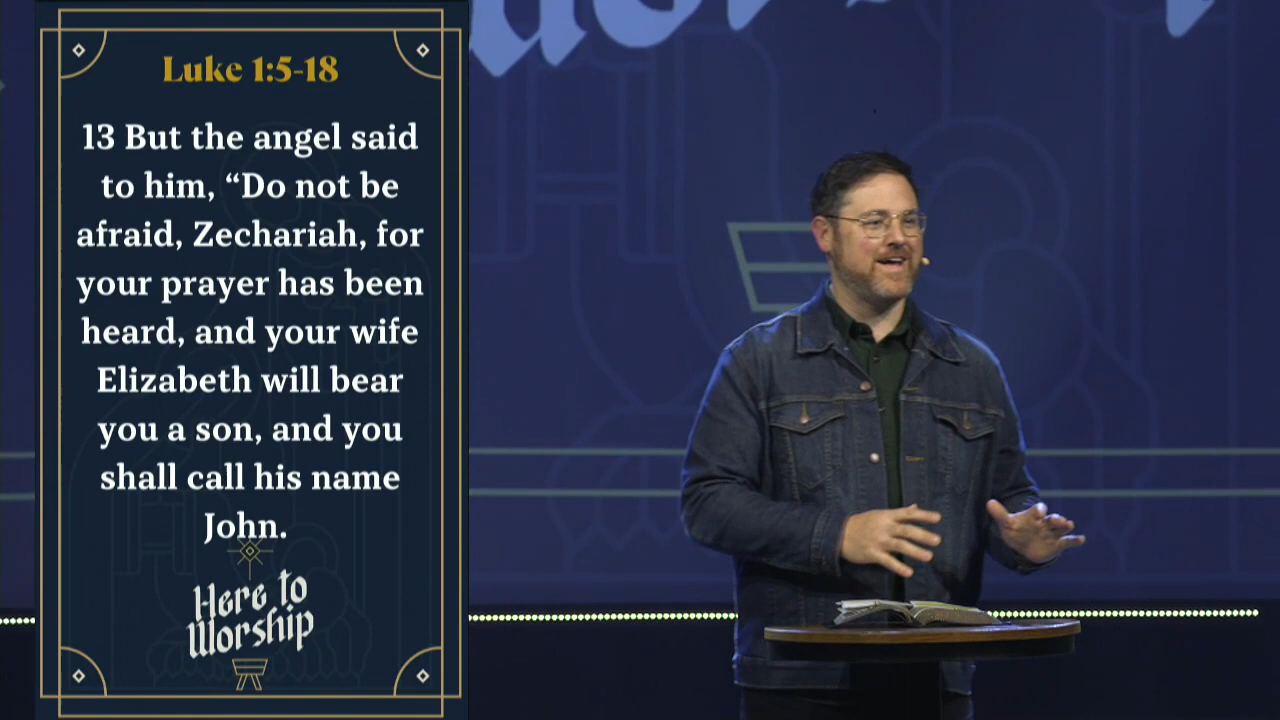 Luke 1:5-18
13 But the angel said
to him, “Do not be
afraid, Zechariah, for
your prayer has been
heard, and your wife
Elizabeth will bear
you a son, and you
shall call his name
John.
Here to
Worship